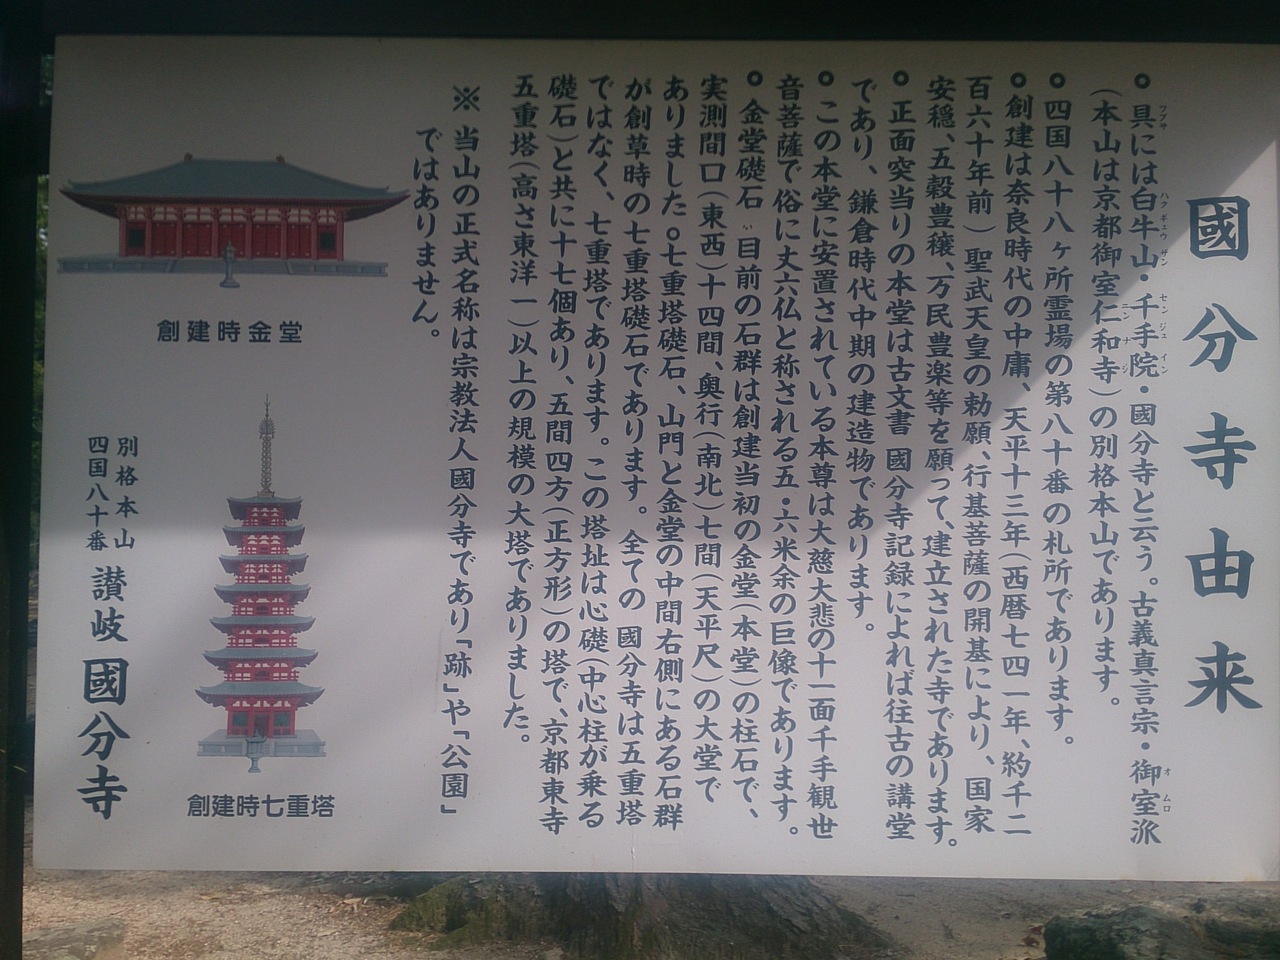 國分寺由来
具には白牛山・千手院・國分寺と云う。古義真言宗・御室派
(本山は京都御室仁和寺)の別格本山であります。
四国八十八ヶ所霊場の第八十番の札所であります。
創建は奈良時代の中庸、天平十三年(西暦七四一年、約千二
百六十年前)聖武天皇の勅願、行基菩薩の開基により、国家
安穏、五穀豊穣、万民豊楽等を願って、建立された寺であります。
正面突当りの本堂は古文書 國分寺記録によれば往古の講堂
であり、鎌倉時代中期の建造物であります。
この本堂に安置されている本尊は大慈大悲の十一面千手観世
音菩薩で俗に丈六仏と称される五・六米余の巨像であります。
金堂礎石 目前の石群は創建当初の金堂(本堂)の柱石で、
実測間口(東西)十四間、奥行(南北)七間(天平尺)の大堂で
ありました。七重塔礎石、山門と金堂の中間右側にある石群
が創草時の七重塔礎石であります。全ての 國分寺は五重塔
ではなく、七重塔であります。この塔址は心礎(中心柱が乗る
礎石)と共に十七個あり、五間四方(正方形)の塔で、京都東寺
五重塔(高さ東洋一)以上の規模の大塔でありました。
※ 当山の正式名称は宗教法人國分寺であり「跡」や「公園」
ではありません。
創建時金堂
創建時七重塔
別格本山
四国八十番
讃岐 國分寺